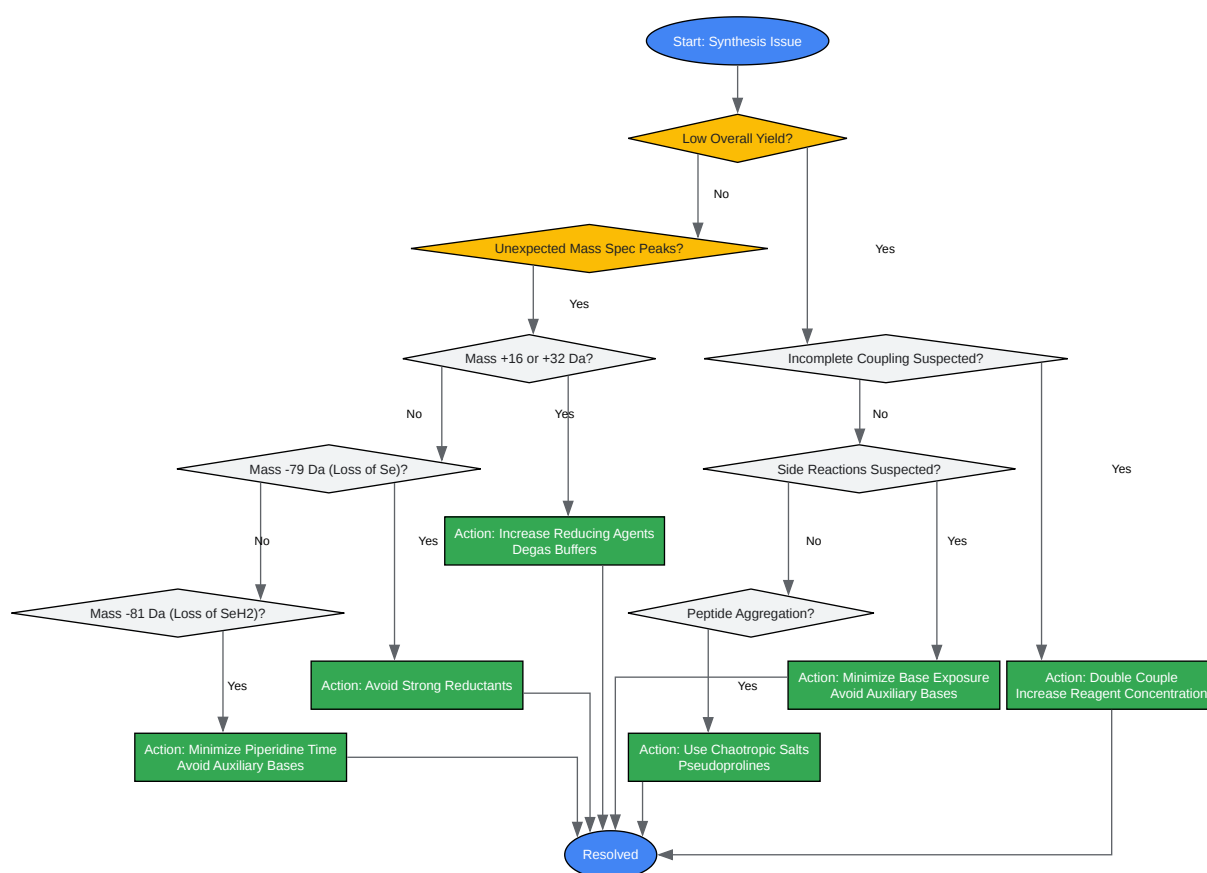 Start: Synthesis Issue
Low Overall Yield?
No
Unexpected Mass Spec Peaks?
Yes
Yes
Mass +16 or +32 Da?
Incomplete Coupling Suspected?
No
Yes
No
Mass -79 Da (Loss of Se)?
Side Reactions Suspected?
Yes
Action: Increase Reducing Agents
Degas Buffers
No
Yes
No
Yes
Mass -81 Da (Loss of SeH2)?
Peptide Aggregation?
Yes
Action: Avoid Strong Reductants
Yes
Action: Minimize Base Exposure
Avoid Auxiliary Bases
Action: Double Couple
Increase Reagent Concentration
Action: Minimize Piperidine Time
Avoid Auxiliary Bases
Action: Use Chaotropic Salts
Pseudoprolines
Resolved